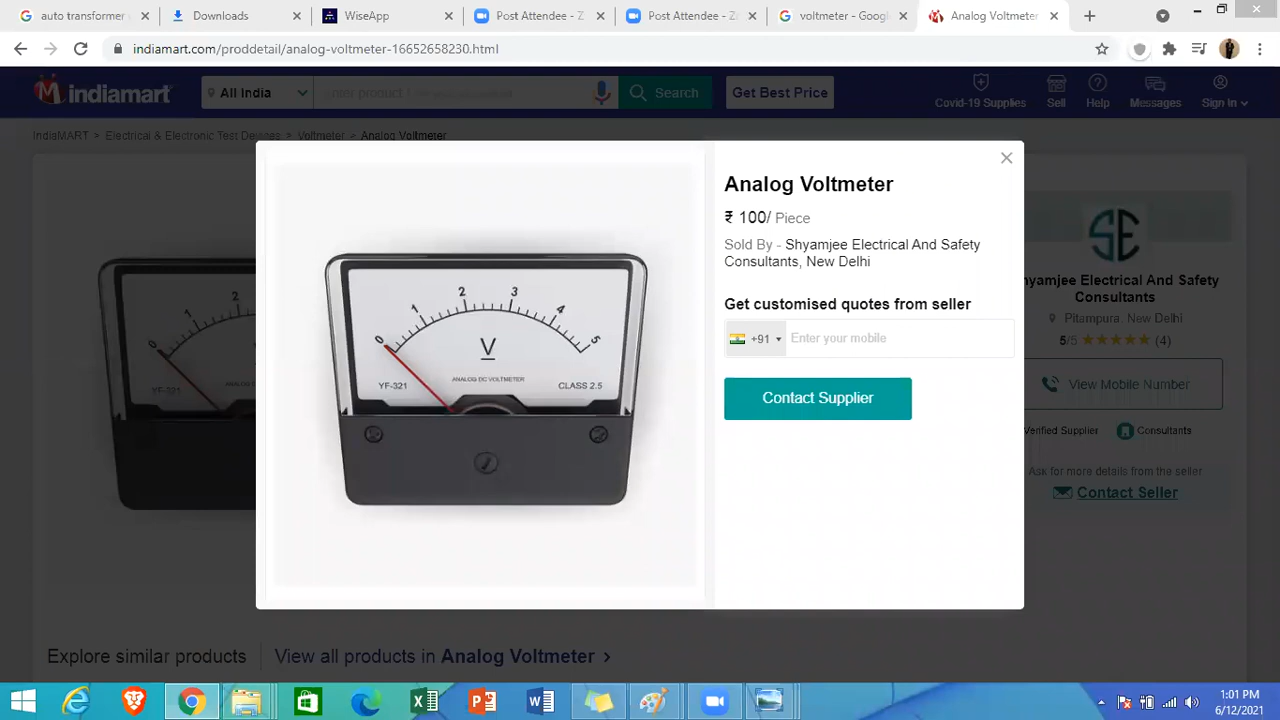 auto transformer
Downloads
WiseApp
Post Attendee - Z
Post Attendee - Z
voltmeter - Googl
Analog Voltmeter
indiamart.com/proddetail/analog-voltmeter-16652658230.html
indiamart
All India
Search
Get Best Price
Covid-19 Supplies
Sell
Help
Messages
Sign In
IndiaMART > Electrical & Electronic Test Devices > Voltmeter > Analog Voltmeter
Analog Voltmeter
₹ 100/ Piece
Sold By - Shyamjee Electrical And Safety
Consultants, New Delhi
Get customised quotes from seller
+91
Enter your mobile
Contact Supplier
0 1 2 3 4 5
V
ANALOG DC VOLTMETER
YF-321
CLASS 2.5
0 1 2
YF-321
hyamjee Electrical And Safety
Consultants
Pitampura, New Delhi
5/5 ★★★★★ (4)
View Mobile Number
Verified Supplier
Consultants
Ask for more details from the seller
Contact Seller
Explore similar products
View all products in Analog Voltmeter >
1:01 PM
6/12/2021